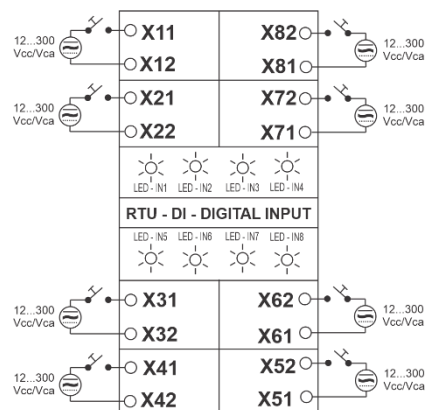 12...300
Vcc/Vca
X11
X12
X82
X81
12...300
Vcc/Vca
12...300
Vcc/Vca
X21
X22
X72
X71
12...300
Vcc/Vca
LED - IN1 LED - IN2 LED - IN3 LED - IN4
RTU - DI - DIGITAL INPUT
LED - IN5 LED - IN6 LED - IN7 LED - IN8
12...300
Vcc/Vca
X31
X32
X62
X61
12...300
Vcc/Vca
12...300
Vcc/Vca
X41
X42
X52
X51
12...300
Vcc/Vca